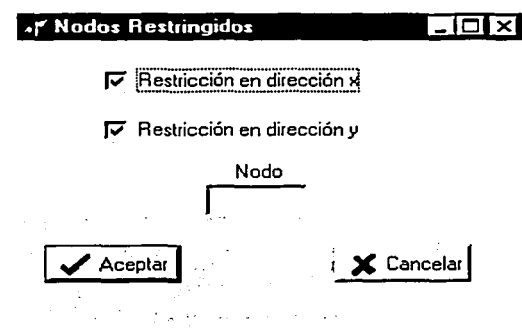 Nodos Restringidos
Restricción en dirección x
Restricción en dirección y
Nodo
Aceptar
Cancelar